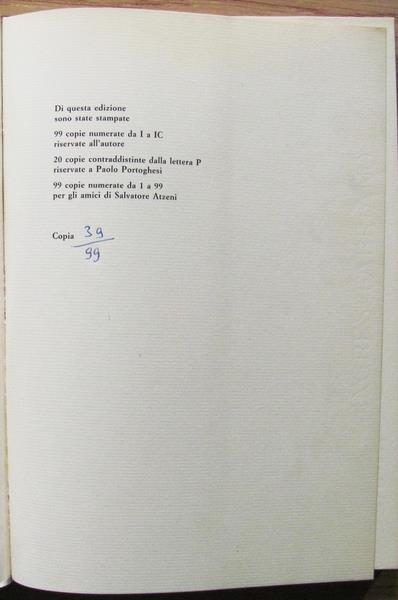 Di questa edizione
sono state stampate
99 copie numerate da I a IC
riservate all'autore
20 copie contraddistinte dalla lettera P
riservate a Paolo Portoghesi
99 copie numerate da 1 a 99
per gli amici di Salvatore Atzeni
Copia 39
99